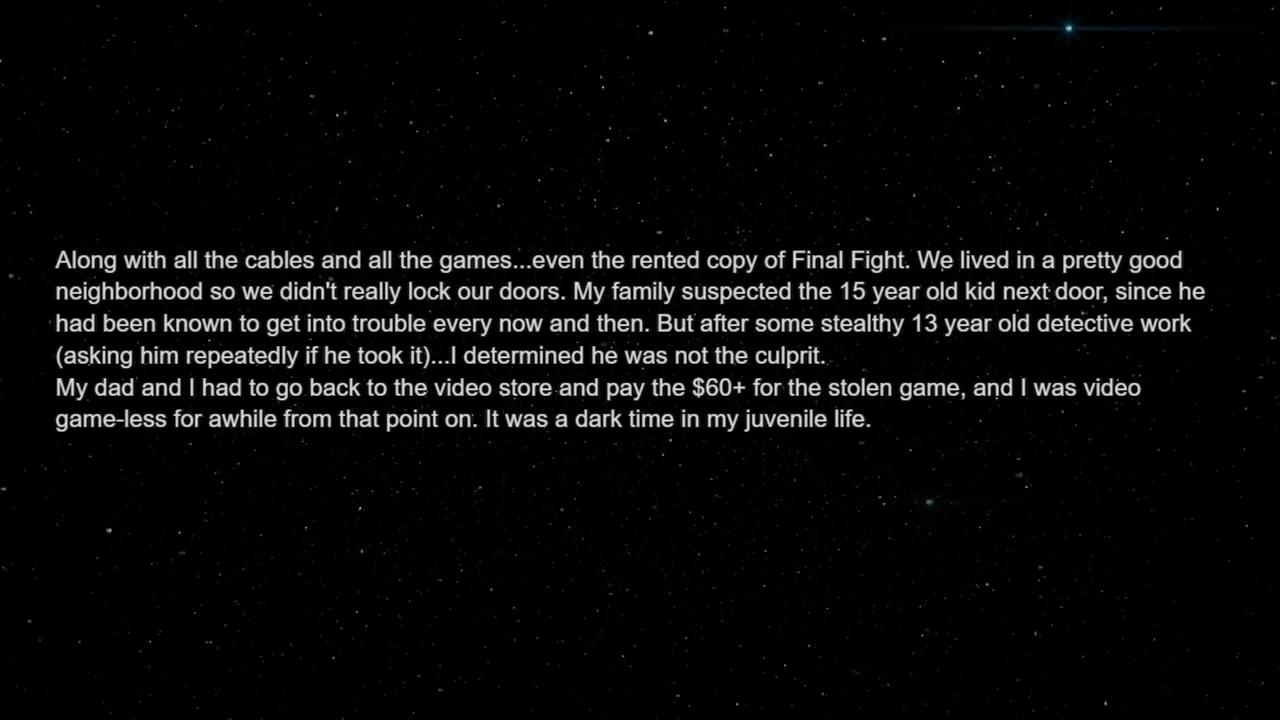 Along with all the cables and all the games...even the rented copy of Final Fight. We lived in a pretty good
neighborhood so we didn't really lock our doors. My family suspected the 15 year old kid next door, since he
had been known to get into trouble every now and then. But after some stealthy 13 year old detective work
(asking him repeatedly if he took it)...I determined he was not the culprit.
My dad and I had to go back to the video store and pay the $60+ for the stolen game, and I was video
game-less for awhile from that point on. It was a dark time in my juvenile life.